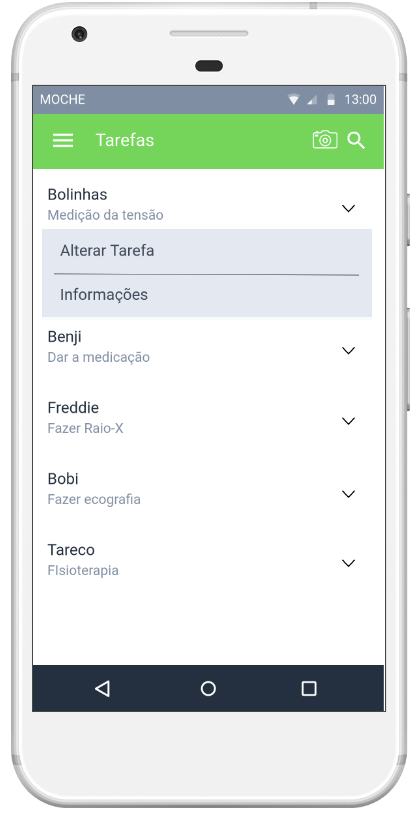 MOCHE 13:00
Tarefas
Bolinhas
Medição da tensão
Alterar Tarefa
Informações
Benji
Dar a medicação
Freddie
Fazer Raio-X
Bobi
Fazer ecografia
Tareco
FIsioterapia